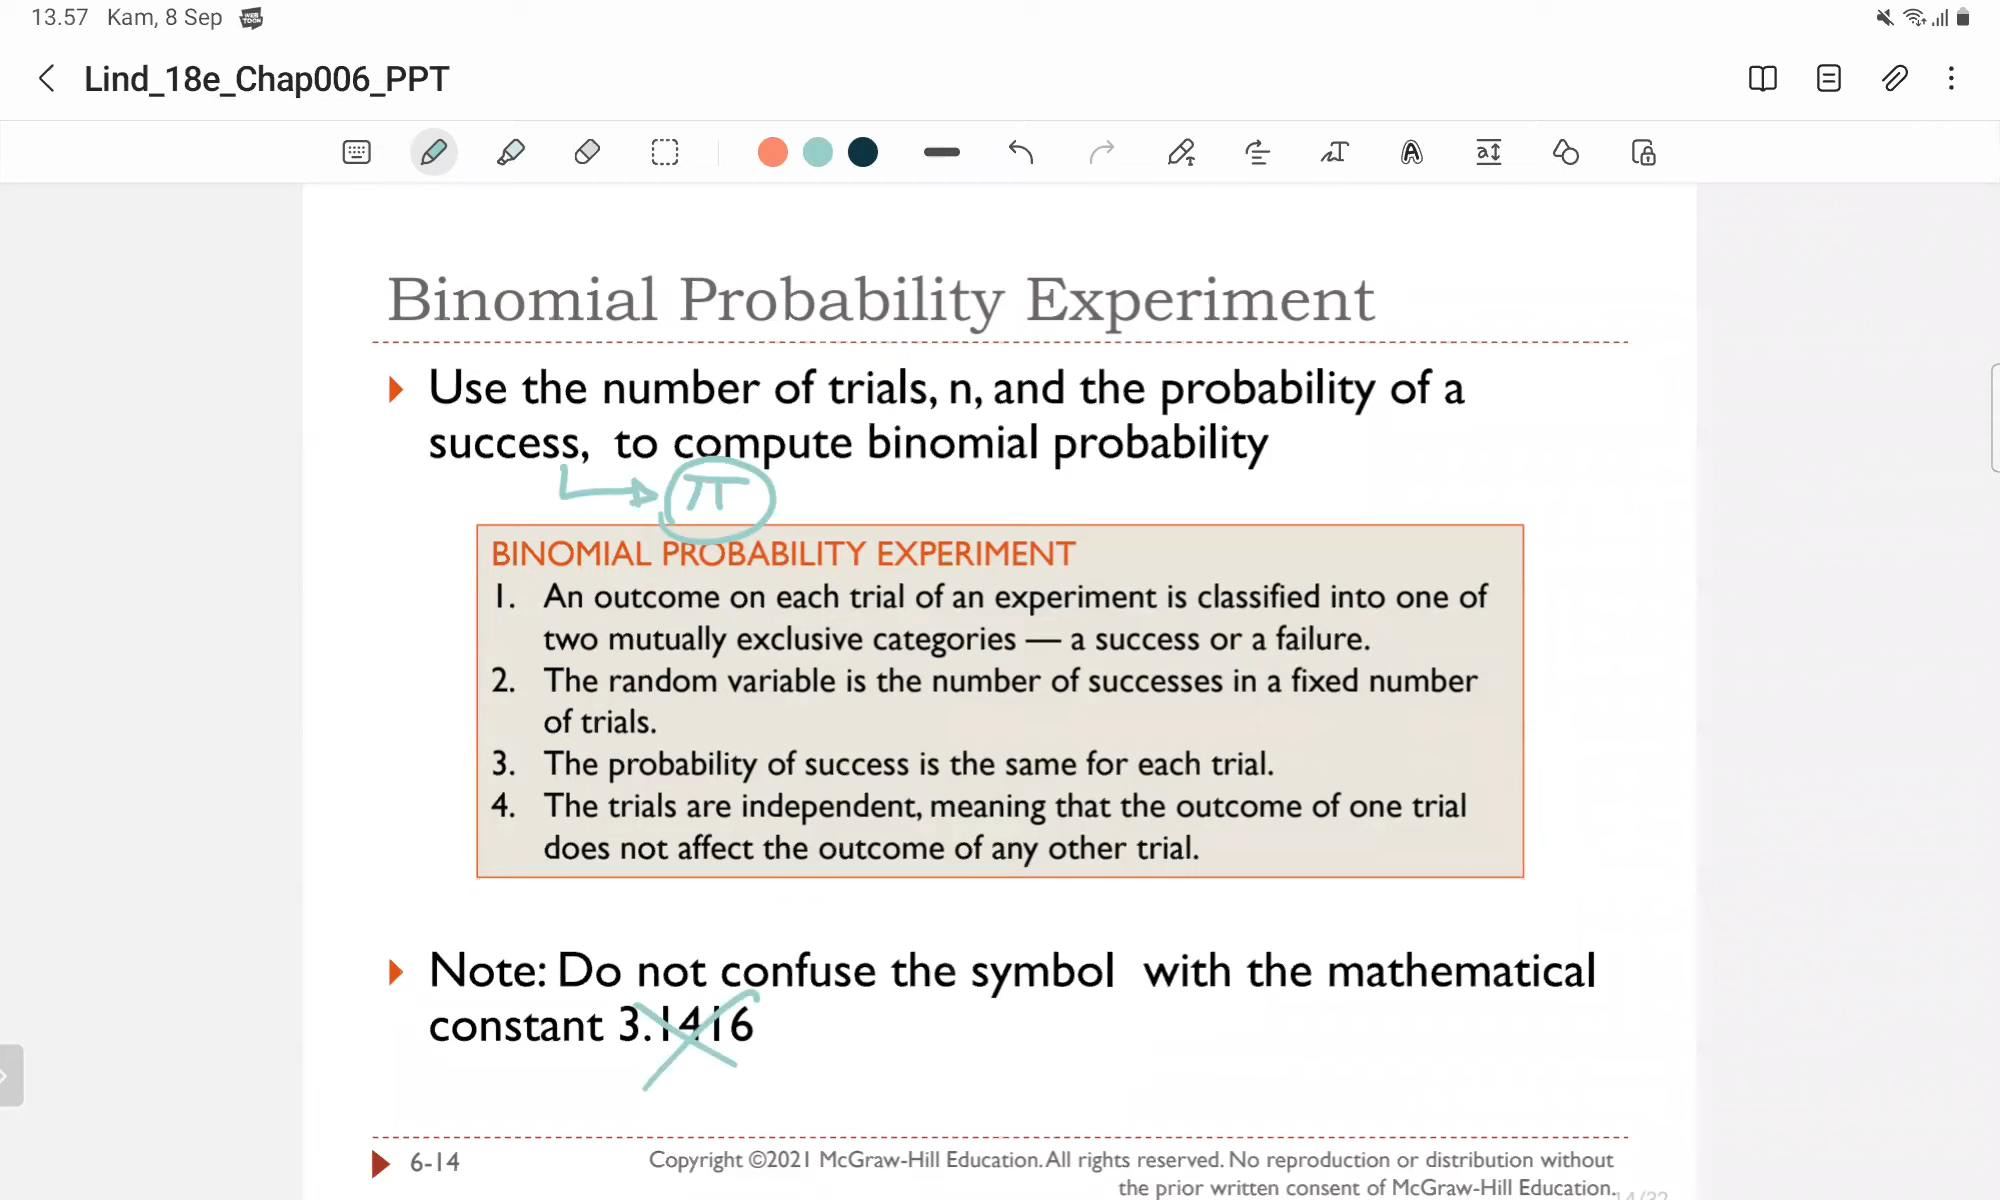 13.57 Kam, 8 Sep WEB TOON
Lind_18e_Chap006_PPT
Binomial Probability Experiment
Use the number of trials, n, and the probability of a
success, to compute binomial probability
π
BINOMIAL PROBABILITY EXPERIMENT
1. An outcome on each trial of an experiment is classified into one of
two mutually exclusive categories — a success or a failure.
2. The random variable is the number of successes in a fixed number
of trials.
3. The probability of success is the same for each trial.
4. The trials are independent, meaning that the outcome of one trial
does not affect the outcome of any other trial.
Note: Do not confuse the symbol with the mathematical
constant 3.1416
6-14
Copyright ©2021 McGraw-Hill Education. All rights reserved. No reproduction or distribution without
the prior written consent of McGraw-Hill Education.
14/32